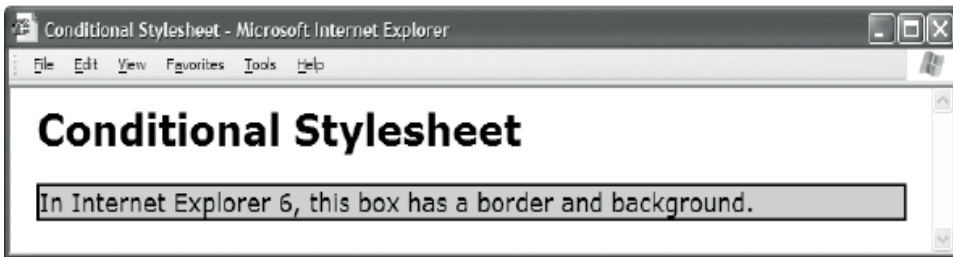 Conditional Stylesheet - Microsoft Internet Explorer
File Edit View Favorites Tools Help
Conditional Stylesheet
In Internet Explorer 6, this box has a border and background.